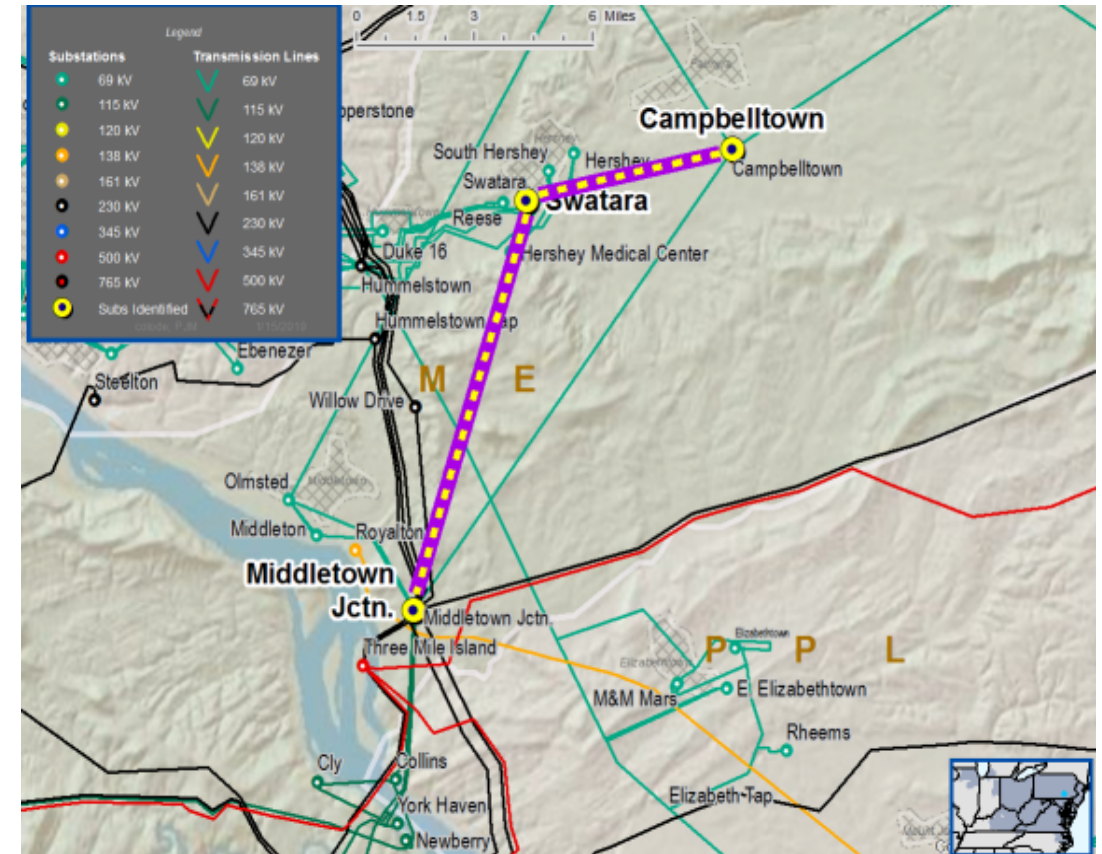 Legend
Substations
Transmission Lines
69 kV
69 kV
115 kV
115 kV
120 kV
120 kV
138 kV
138 kV
161 kV
161 kV
230 kV
230 kV
345 kV
345 kV
500 kV
500 kV
765 kV
765 kV
Subs Identified
0
1.5
3
6 Miles
pperstone
Campbelltown
Campbelltown
South Hershey
Hershey
Hershey
Swatara
Swatara
Reese
Duke 16
Hershey Medical Center
Hummelstown
Hummelstown
Ebenezer
Steelton
M E
Willow Drive
Olmsted
Middletown
Middleton
Royalton
Middletown
Jctn.
Middletown Jctn.
Three Mile Island
Elizabethtown
P P L
M&M Mars
E Elizabethtown
Rheems
Cly
Collins
York Haven
Elizabeth Tap
Newberry